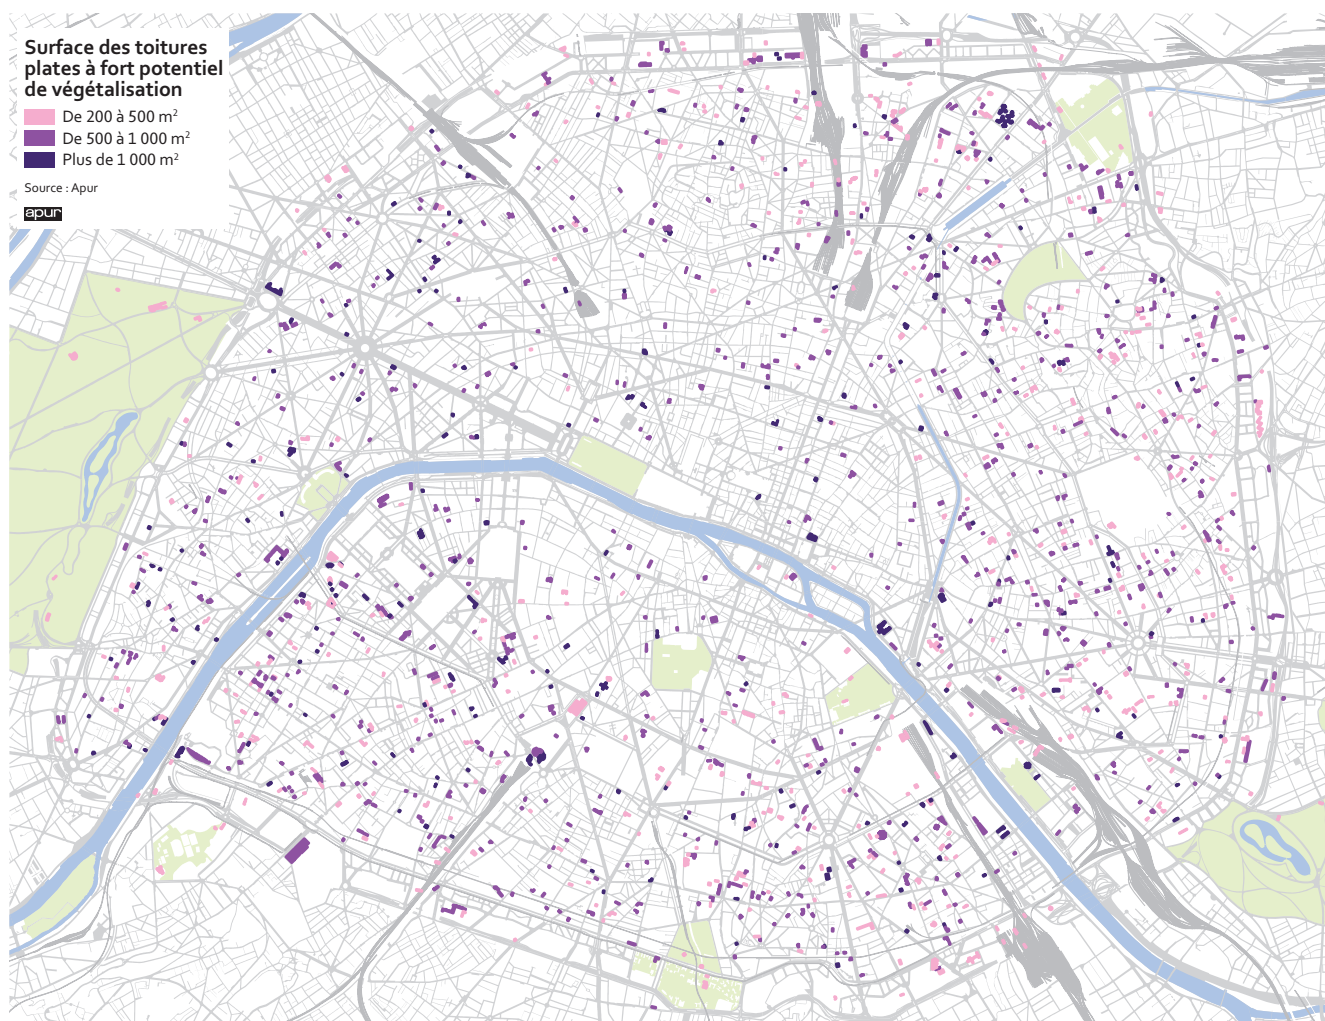 Surface des toitures
plates à fort potentiel
de végétalisation
De 200 à 500 m²
De 500 à 1 000 m²
Plus de 1 000 m²
Source : Apur
apur